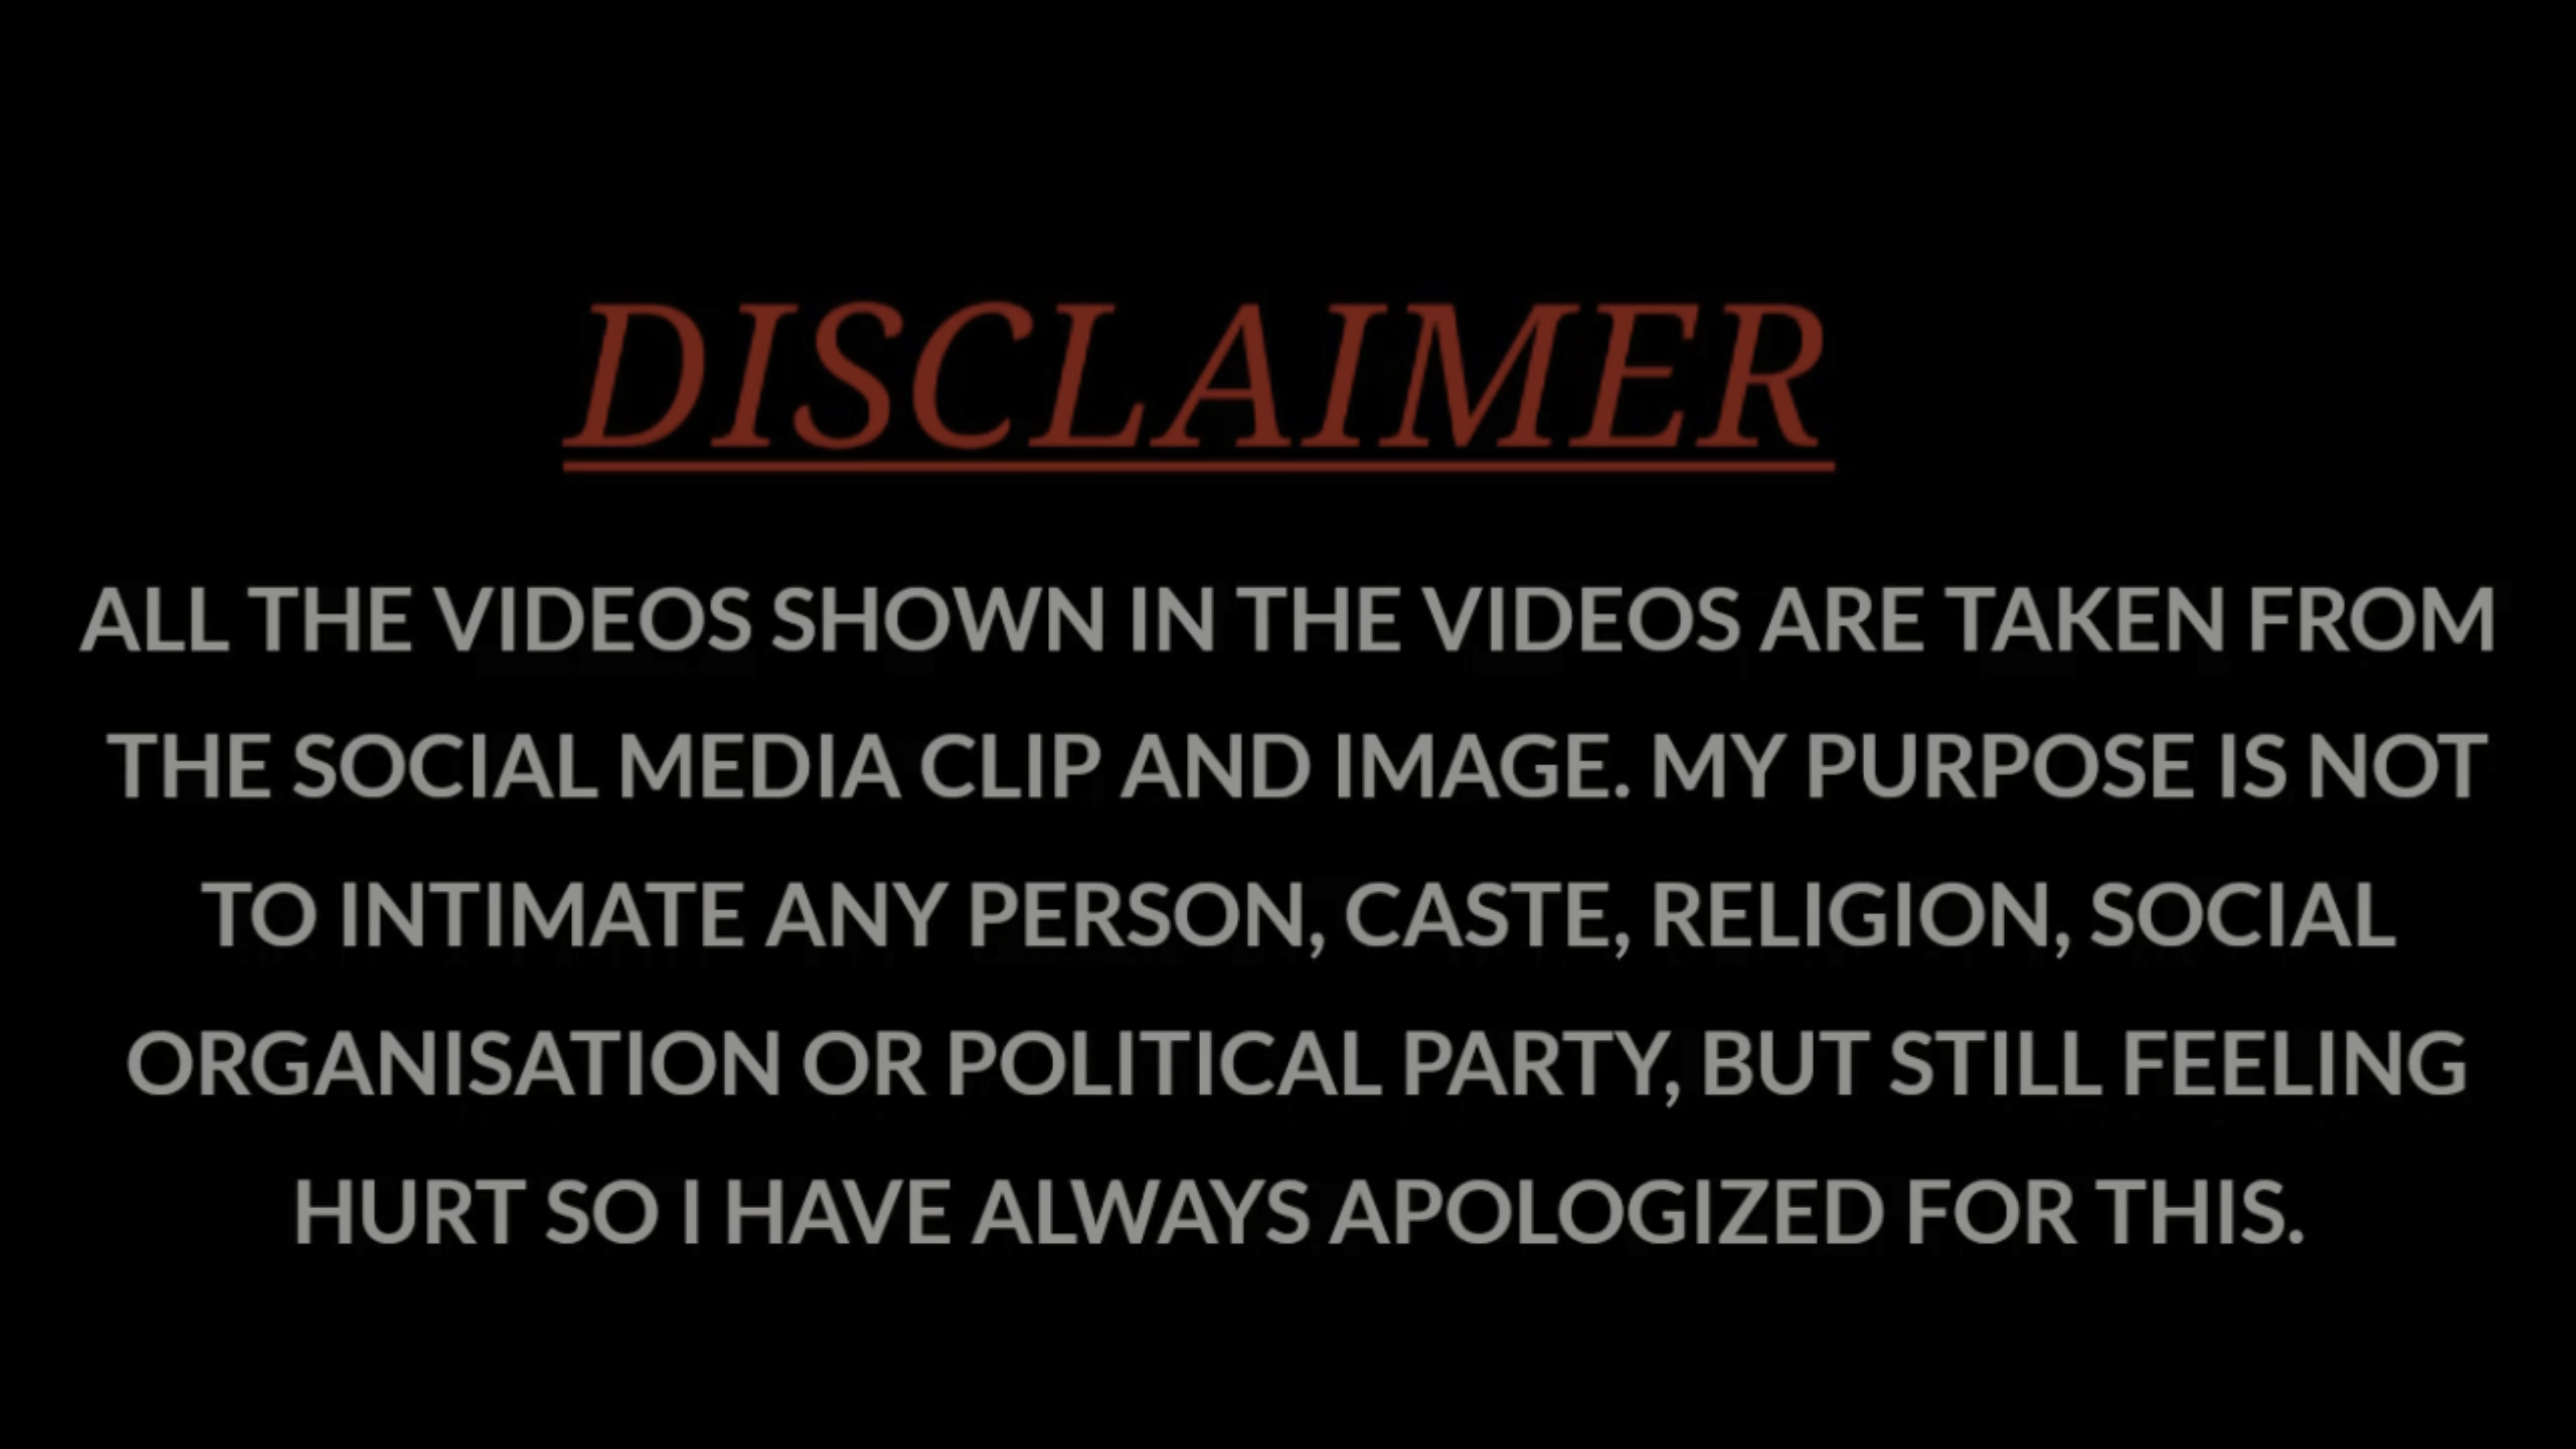 DISCLAIMER
ALL THE VIDEOS SHOWN IN THE VIDEOS ARE TAKEN FROM
THE SOCIAL MEDIA CLIP AND IMAGE. MY PURPOSE IS NOT
TO INTIMATE ANY PERSON, CASTE, RELIGION, SOCIAL
ORGANISATION OR POLITICAL PARTY, BUT STILL FEELING
HURT SO I HAVE ALWAYS APOLOGIZED FOR THIS.